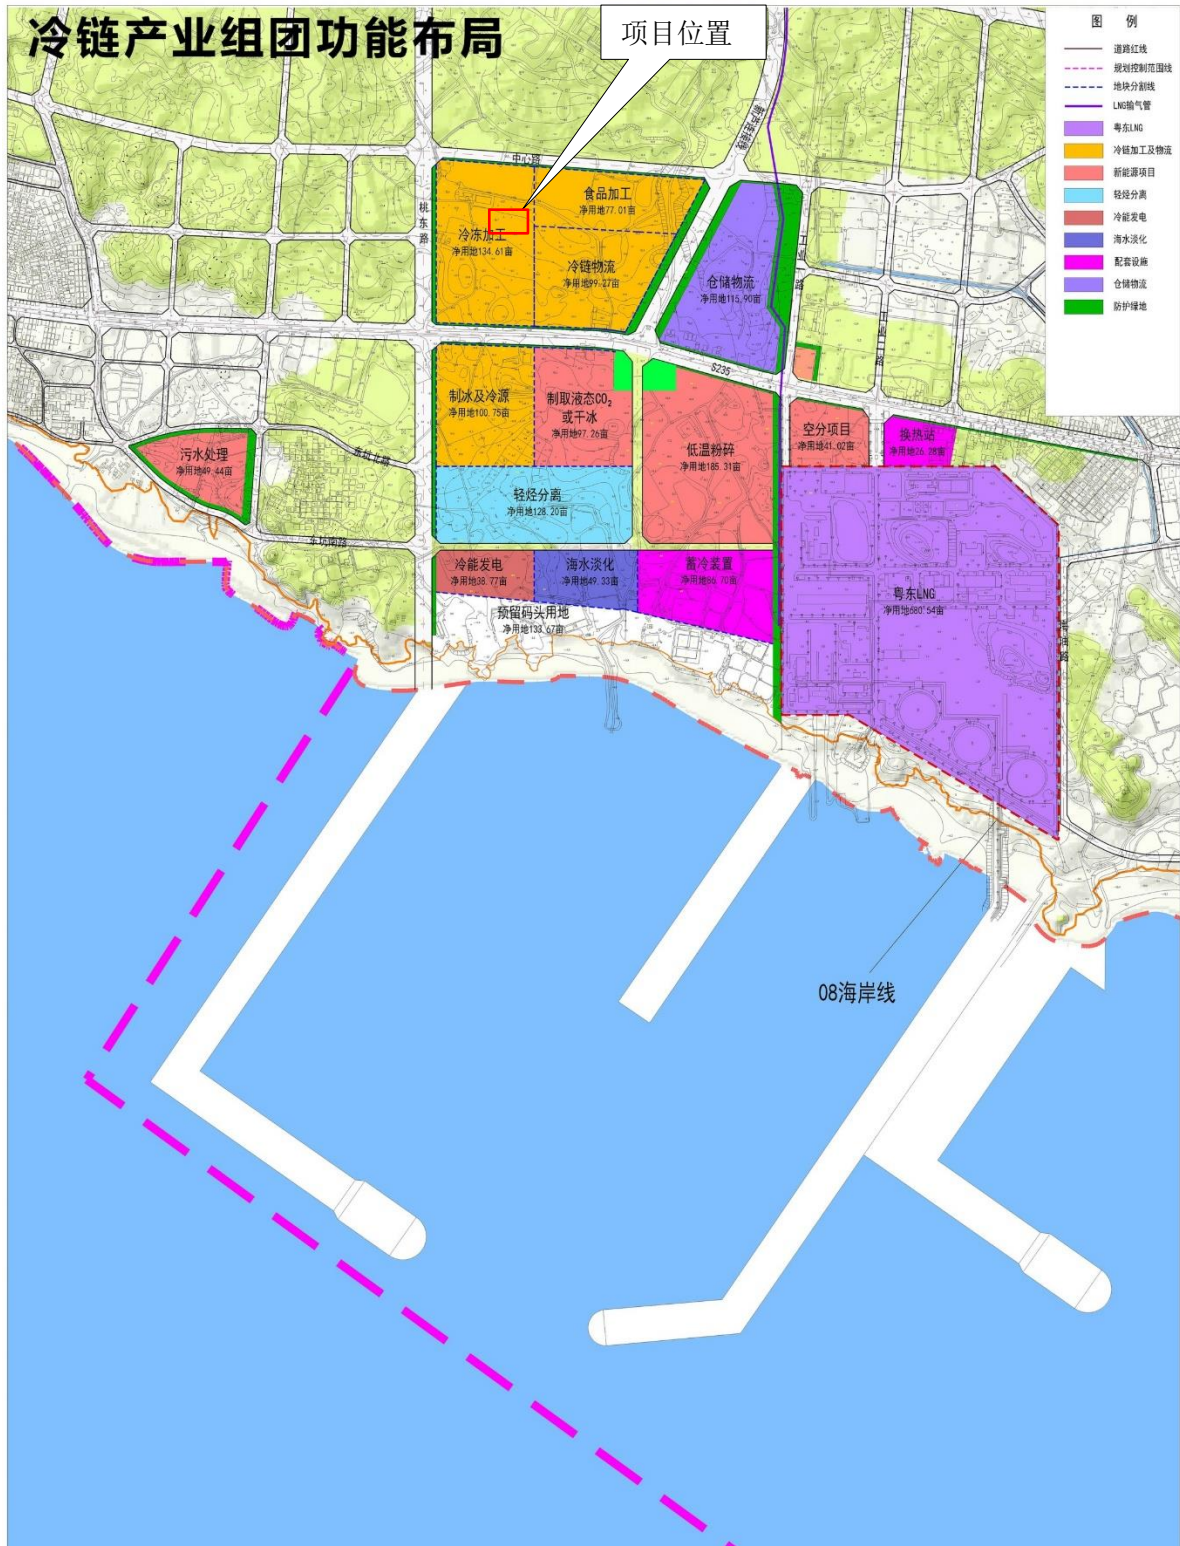 冷链产业组团功能布局
项目位置
图 例
道路红线
规划控制范围线
地块分割线
LNG输气管
粤东LNG
冷链加工及物流
新能源项目
轻烃分离
冷能发电
海水淡化
配套设施
仓储物流
防护绿地
中心路
桃东路
工业路
食品加工
净用地77.01亩
冷冻加工
净用地134.61亩
冷链物流
净用地99.27亩
仓储物流
净用地115.90亩
S235
制冰及冷源
净用地100.75亩
制取液态CO₂
或干冰
净用地97.26亩
低温粉碎
净用地185.31亩
空分项目
净用地41.02亩
换热站
净用地26.28亩
污水处理
净用地49.44亩
轻烃分离
净用地128.20亩
冷能发电
净用地38.77亩
海水淡化
净用地49.33亩
蓄冷装置
净用地86.70亩
粤东LNG
净用地680.54亩
预留码头用地
净用地133.67亩
08海岸线